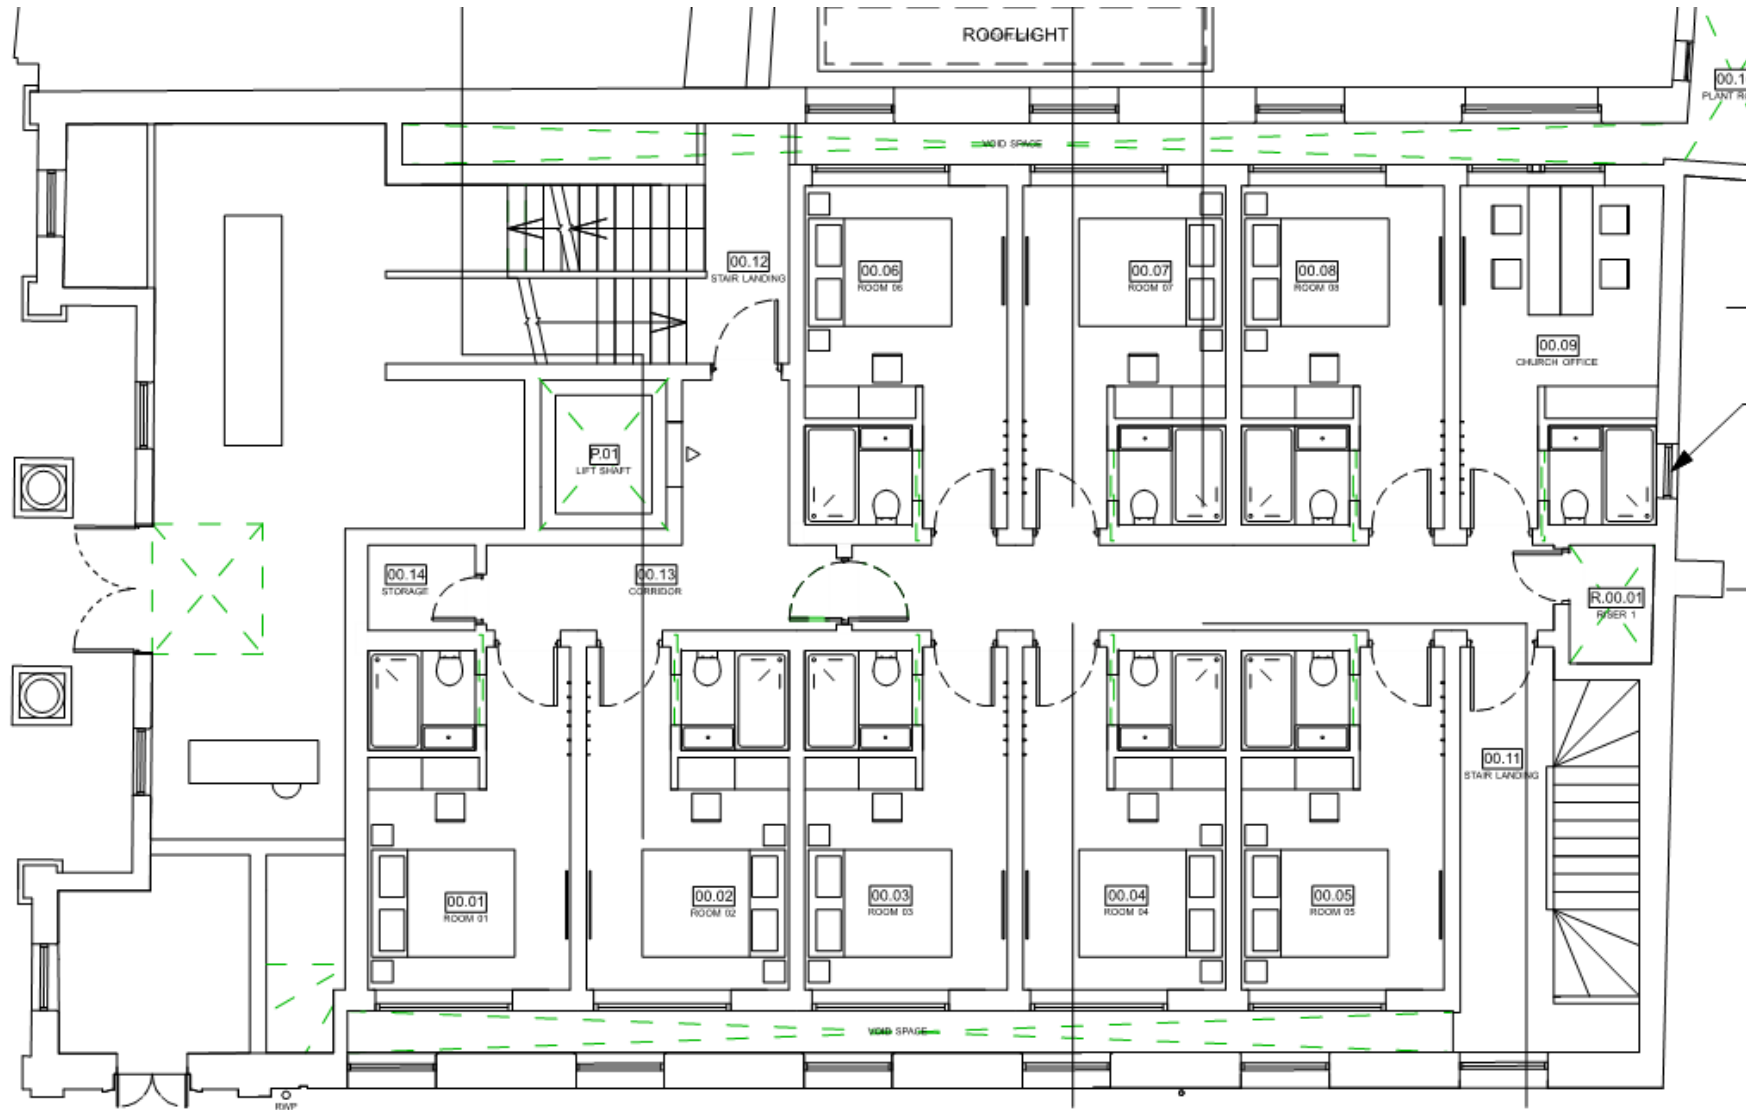 ROOFLIGHT
00.1
PLANT R
VOID SPACE
00.12
STAIR LANDING
00.06
ROOM 06
00.07
ROOM 07
00.08
ROOM 08
00.09
CHURCH OFFICE
P.01
LIFT SHAFT
00.14
STORAGE
00.13
CORRIDOR
R.00.01
RISER 1
00.11
STAIR LANDING
00.01
ROOM 01
00.02
ROOM 02
00.03
ROOM 03
00.04
ROOM 04
00.05
ROOM 05
VOID SPACE
RWP